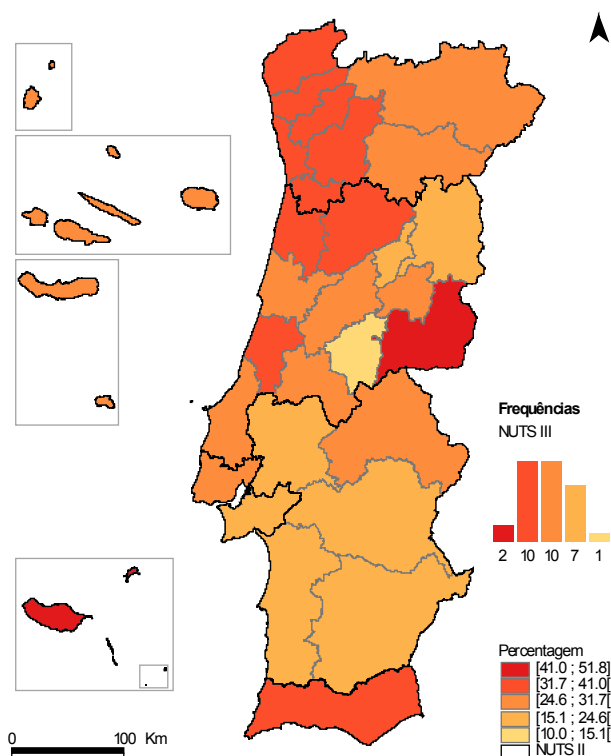 Frequências
NUTS III
2 10 10 7 1
Percentagem
[41.0 ; 51.8]
[31.7 ; 41.0[
[24.6 ; 31.7[
[15.1 ; 24.6[
[10.0 ; 15.1[
NUTS II
0 100 Km